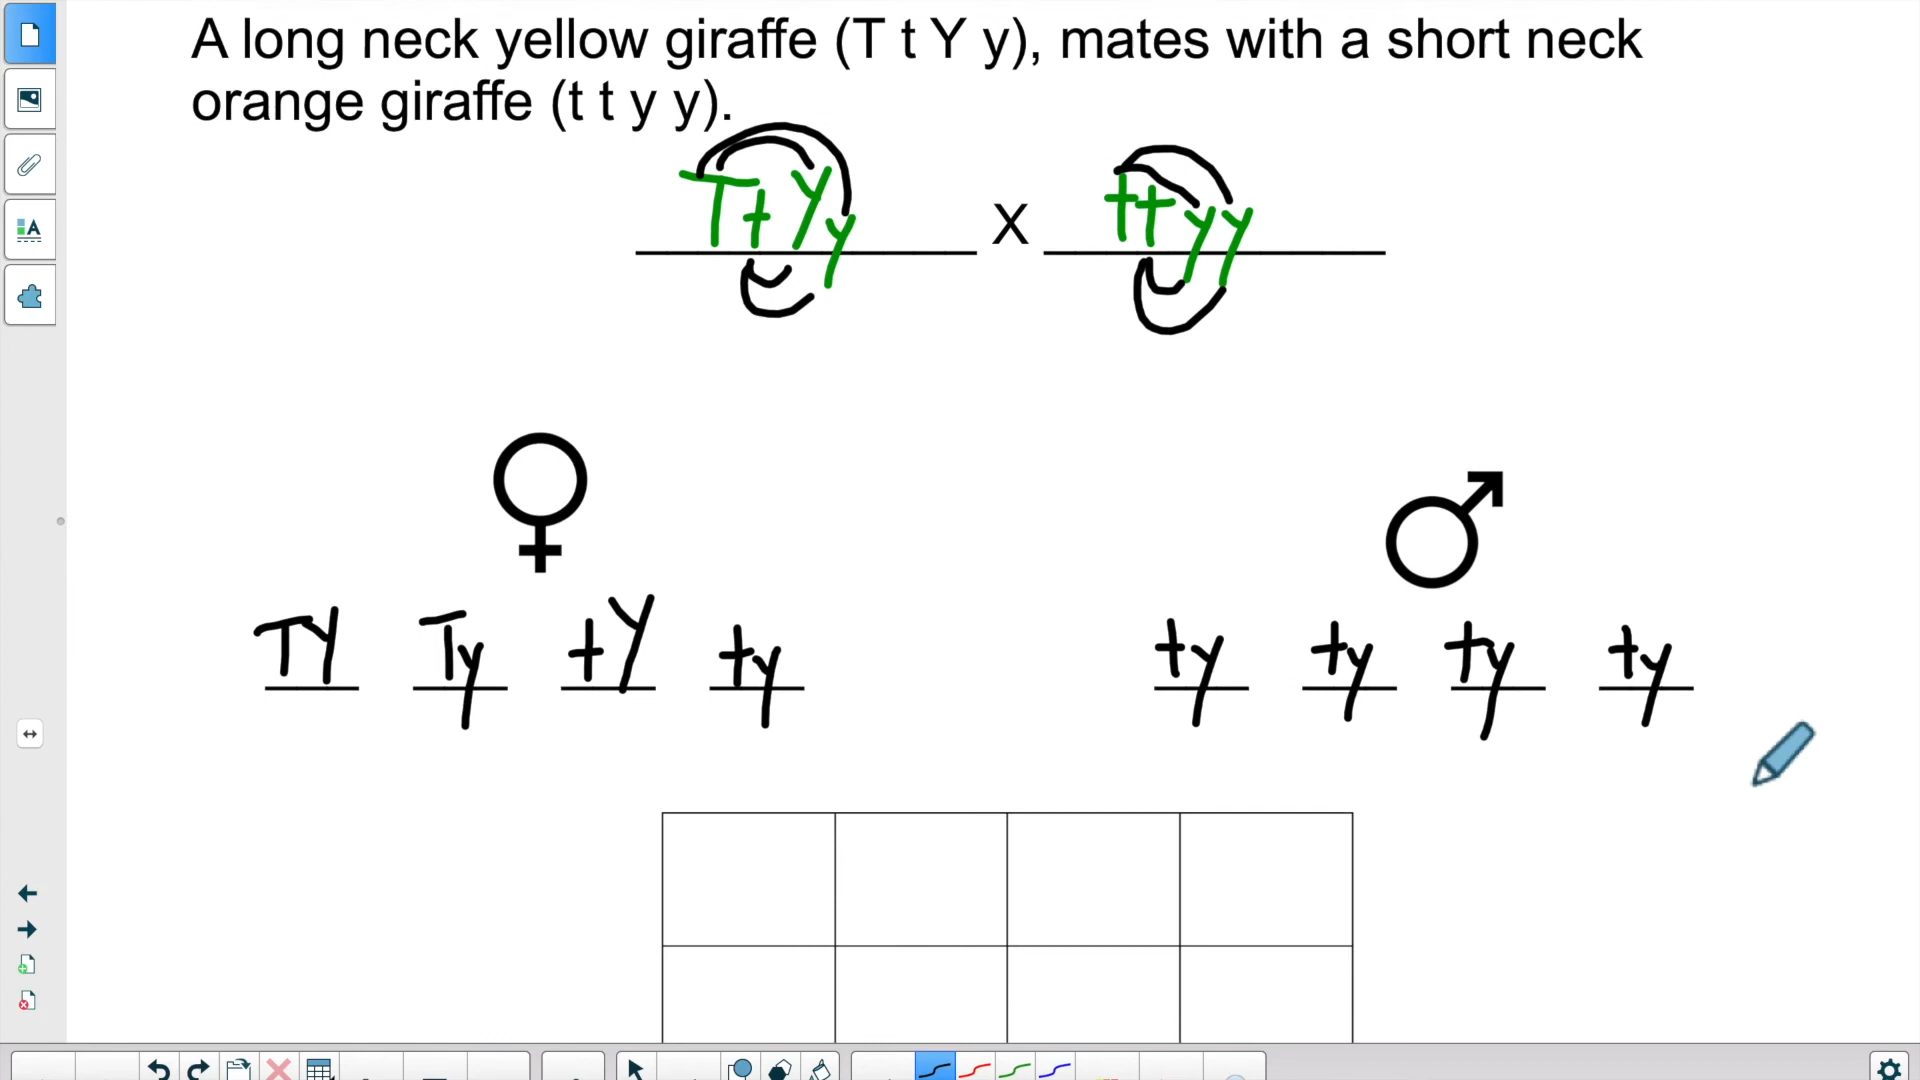 A long neck yellow giraffe (T t Y y), mates with a short neck
orange giraffe (t t y y).
TtYy X ttyy
TY Ty tY ty ty ty ty ty